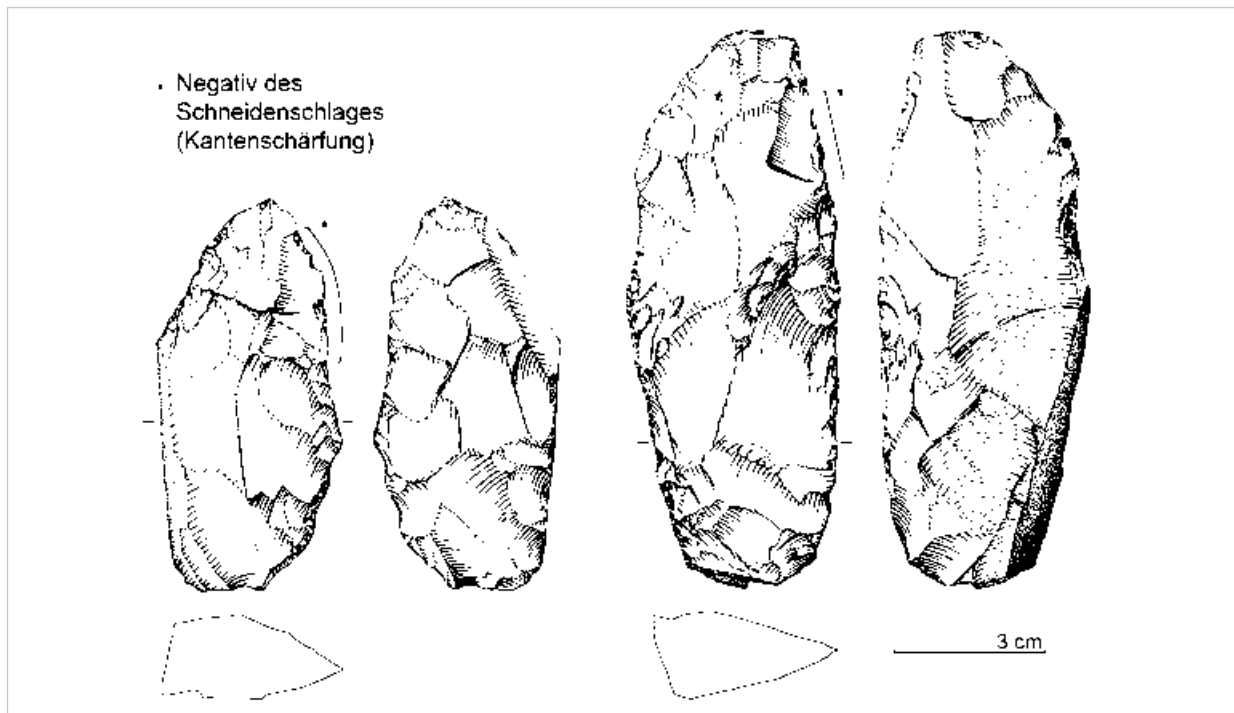 • Negativ des
Schneidenschlages
(Kantenschärfung)
3 cm